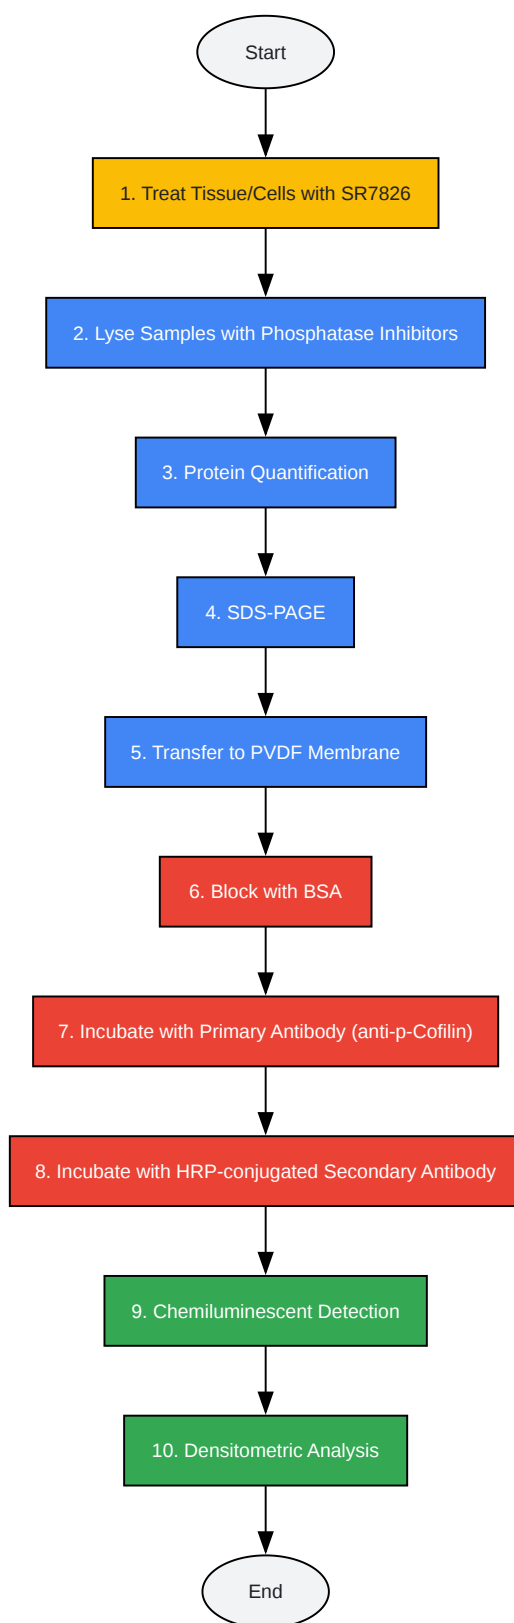 Start
1. Treat Tissue/Cells with SR7826
2. Lyse Samples with Phosphatase Inhibitors
3. Protein Quantification
4. SDS-PAGE
5. Transfer to PVDF Membrane
6. Block with BSA
7. Incubate with Primary Antibody (anti-p-Cofilin)
8. Incubate with HRP-conjugated Secondary Antibody
9. Chemiluminescent Detection
10. Densitometric Analysis
End